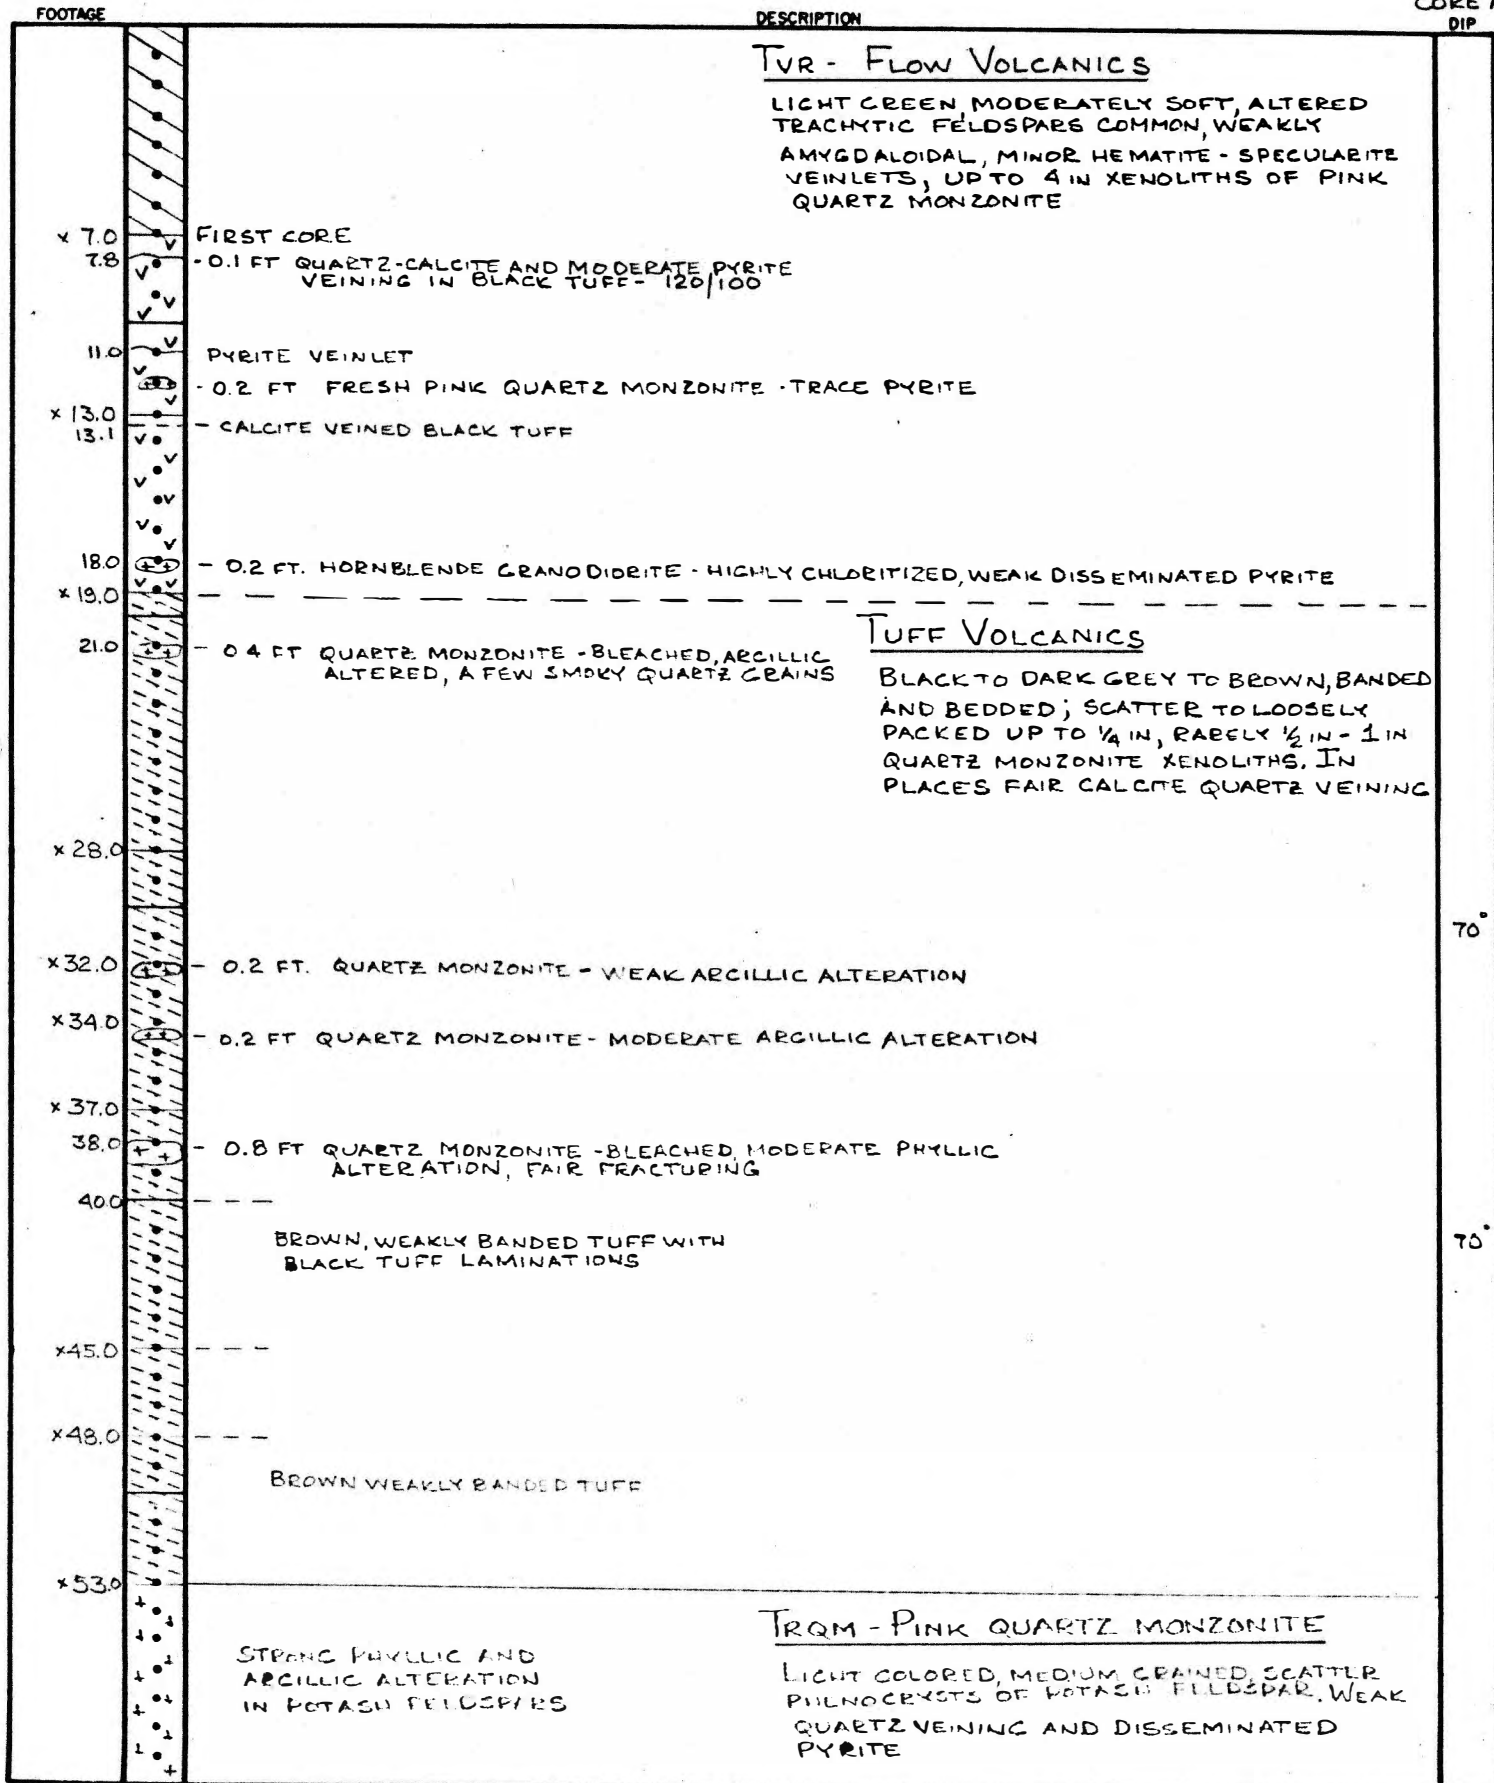 FOOTAGE DESCRIPTION CORE
DIP
TVR - FLOW VOLCANICS
LIGHT GREEN, MODERATELY SOFT, ALTERED
TRACHYTIC FELDSPARS COMMON, WEAKLY
AMYGDALOIDAL, MINOR HEMATITE - SPECULARITE
VEINLETS, UP TO 4 IN XENOLITHS OF PINK
QUARTZ MONZONITE
x 7.0 FIRST CORE
7.8 - 0.1 FT QUARTZ-CALCITE AND MODERATE PYRITE
VEINING IN BLACK TUFF - 120/100
11.0 PYRITE VEINLET
- 0.2 FT FRESH PINK QUARTZ MONZONITE - TRACE PYRITE
x 13.0
13.1 - CALCITE VEINED BLACK TUFF
18.0 - 0.2 FT. HORNBLENDE GRANODIORITE - HIGHLY CHLORITIZED, WEAK DISSEMINATED PYRITE
x 19.0
TUFF VOLCANICS
21.0 - 0 4 FT QUARTZ MONZONITE - BLEACHED, ARGILLIC
ALTERED, A FEW SMOKY QUARTZ GRAINS
BLACK TO DARK GREY TO BROWN, BANDED
AND BEDDED; SCATTER TO LOOSELY
PACKED UP TO 1/4 IN, RARELY 1/2 IN - 1 IN
QUARTZ MONZONITE XENOLITHS. IN
PLACES FAIR CALCITE QUARTZ VEINING
x 28.0
70°
x 32.0 - 0.2 FT. QUARTZ MONZONITE - WEAK ARGILLIC ALTERATION
x 34.0
- 0.2 FT QUARTZ MONZONITE - MODERATE ARGILLIC ALTERATION
x 37.0
38.0 - 0.8 FT QUARTZ MONZONITE - BLEACHED, MODERATE PHYLLIC
ALTERATION, FAIR FRACTURING
40.0
BROWN, WEAKLY BANDED TUFF WITH
BLACK TUFF LAMINATIONS
70°
x 45.0
x 48.0
BROWN WEAKLY BANDED TUFF
x 53.0
TRQM - PINK QUARTZ MONZONITE
STRONG PHYLLIC AND
ARGILLIC ALTERATION
IN POTASH FELDSPARS
LIGHT COLORED, MEDIUM GRAINED, SCATTER
PHENOCRYSTS OF POTASH FELDSPAR. WEAK
QUARTZ VEINING AND DISSEMINATED
PYRITE